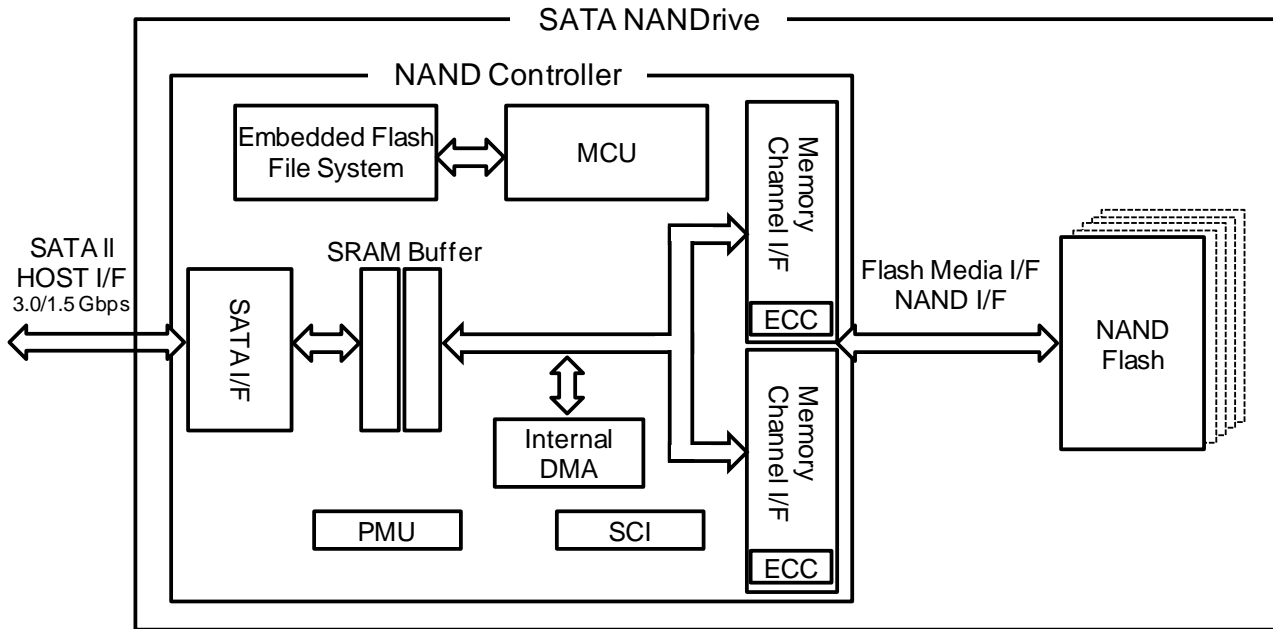 SATA NANDrive
NAND Controller
Embedded Flash
File System
MCU
Memory
Channel I/F
ECC
SATA II
HOST I/F
3.0/1.5 Gbps
SATA I/F
SRAM Buffer
Internal
DMA
PMU
SCI
Memory
Channel I/F
ECC
Flash Media I/F
NAND I/F
NAND
Flash